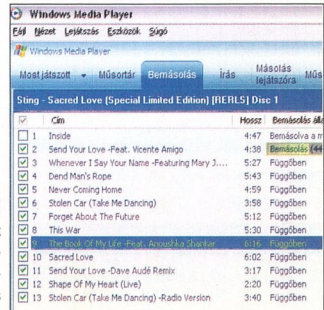 Windows Media Player
Fájl Nézet Lejátszás Eszközök Súgó
Windows Media Player
Most játszott Műsortár Bemásolás Írás Másolás lejátszóra Műs
Sting - Sacred Love (Special Limited Edition) [RERLS] Disc 1
Cím Hossz Bemásolás álla
1 Inside 4:47 Bemásolva a m
2 Send Your Love -Feat. Vicente Amigo 4:38 Bemásolás (44
3 Whenever I Say Your Name -Featuring Mary J.... 5:27 Függőben
4 Dend Man's Rope 5:43 Függőben
5 Never Coming Home 4:59 Függőben
6 Stolen Car (Take Me Dancing) 3:58 Függőben
7 Forget About The Future 5:12 Függőben
8 This War 5:30 Függőben
9 The Book Of My Life -Feat. Anoushka Shankar 6:16 Függőben
10 Sacred Love 6:02 Függőben
11 Send Your Love -Dave Audé Remix 3:17 Függőben
12 Shape Of My Heart (Live) 2:20 Függőben
13 Stolen Car (Take Me Dancing) -Radio Version 3:40 Függőben